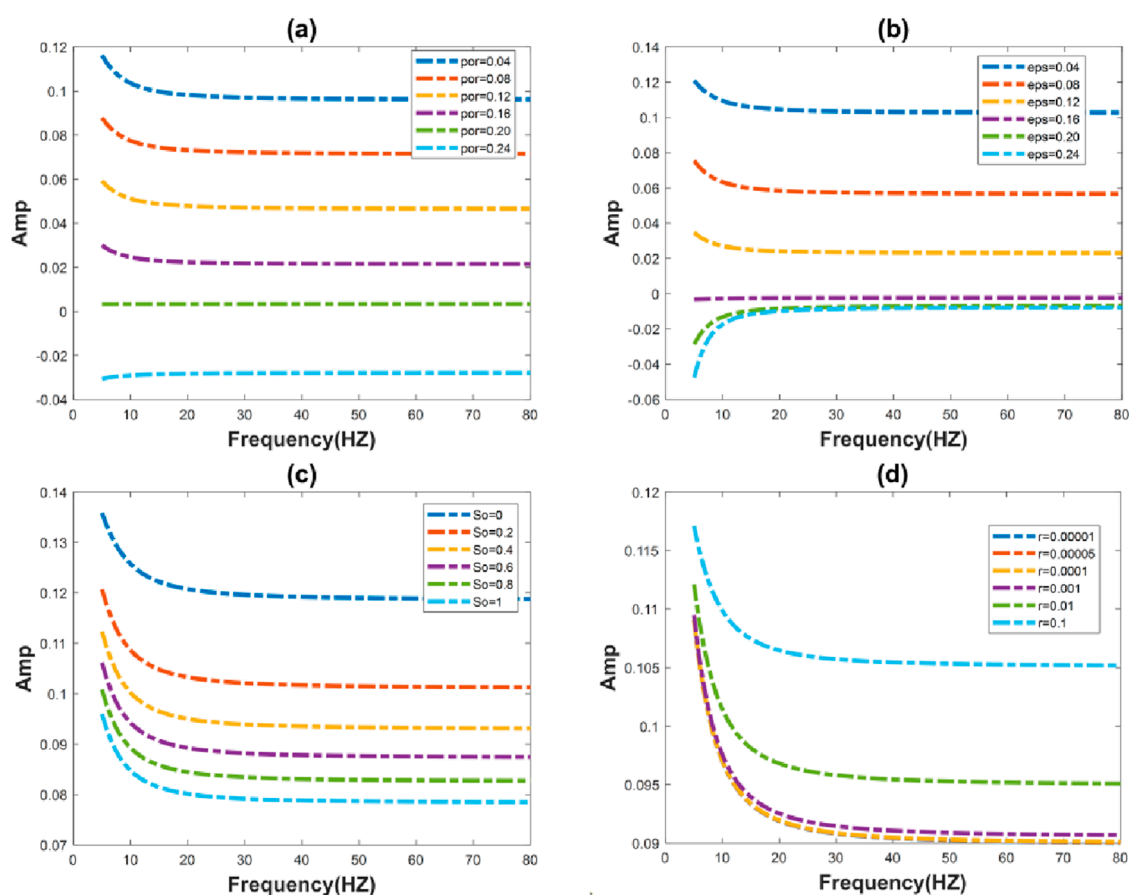 (a)
0.12
0.1
0.08
0.06
0.04
0.02
0
-0.02
-0.04
Amp
por=0.04
por=0.08
por=0.12
por=0.16
por=0.20
por=0.24
0 10 20 30 40 50 60 70 80
Frequency(HZ)
(b)
0.14
0.12
0.1
0.08
0.06
0.04
0.02
0
-0.02
-0.04
-0.06
Amp
eps=0.04
eps=0.08
eps=0.12
eps=0.16
eps=0.20
eps=0.24
0 10 20 30 40 50 60 70 80
Frequency(HZ)
(c)
0.14
0.13
0.12
0.11
0.1
0.09
0.08
0.07
Amp
So=0
So=0.2
So=0.4
So=0.6
So=0.8
So=1
0 10 20 30 40 50 60 70 80
Frequency(HZ)
(d)
0.12
0.115
0.11
0.105
0.1
0.095
0.09
Amp
r=0.00001
r=0.00005
r=0.0001
r=0.001
r=0.01
r=0.1
0 10 20 30 40 50 60 70 80
Frequency(HZ)